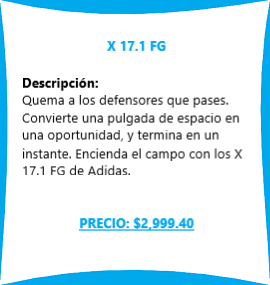 X 17.1 FG
Descripción:
Quema a los defensores que pases.
Convierte una pulgada de espacio en
una oportunidad, y termina en un
instante. Encienda el campo con los X
17.1 FG de Adidas.
PRECIO: $2,999.40